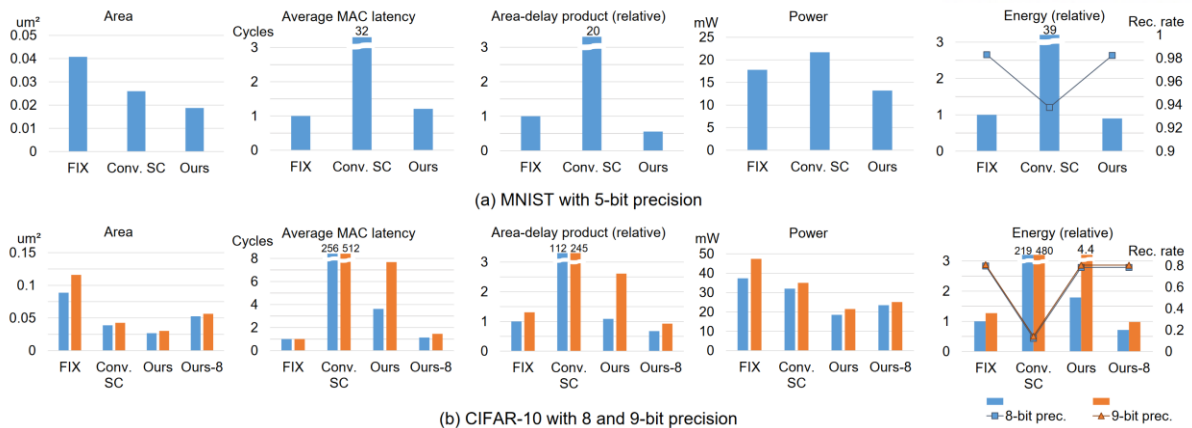 Area
um²
0.05
0.04
0.03
0.02
0.01
0
FIX Conv. SC Ours
Average MAC latency
Cycles
32
3
2
1
0
FIX Conv. SC Ours
Area-delay product (relative)
20
3
2
1
0
FIX Conv. SC Ours
Power
mW
25
20
15
10
5
0
FIX Conv. SC Ours
Energy (relative)
Rec. rate
39
3
2
1
0
1
0.98
0.96
0.94
0.92
0.9
FIX Conv. SC Ours
(a) MNIST with 5-bit precision
Area
um²
0.15
0.1
0.05
0
FIX Conv. SC Ours Ours-8
Average MAC latency
Cycles
256 512
8
6
4
2
0
FIX Conv. SC Ours Ours-8
Area-delay product (relative)
112 245
3
2
1
0
FIX Conv. SC Ours Ours-8
Power
mW
50
40
30
20
10
0
FIX Conv. SC Ours Ours-8
Energy (relative)
Rec. rate
219 480 4.4
3
2
1
0
0.8
0.6
0.4
0.2
0
FIX Conv. SC Ours Ours-8
8-bit prec. 9-bit prec.
(b) CIFAR-10 with 8 and 9-bit precision